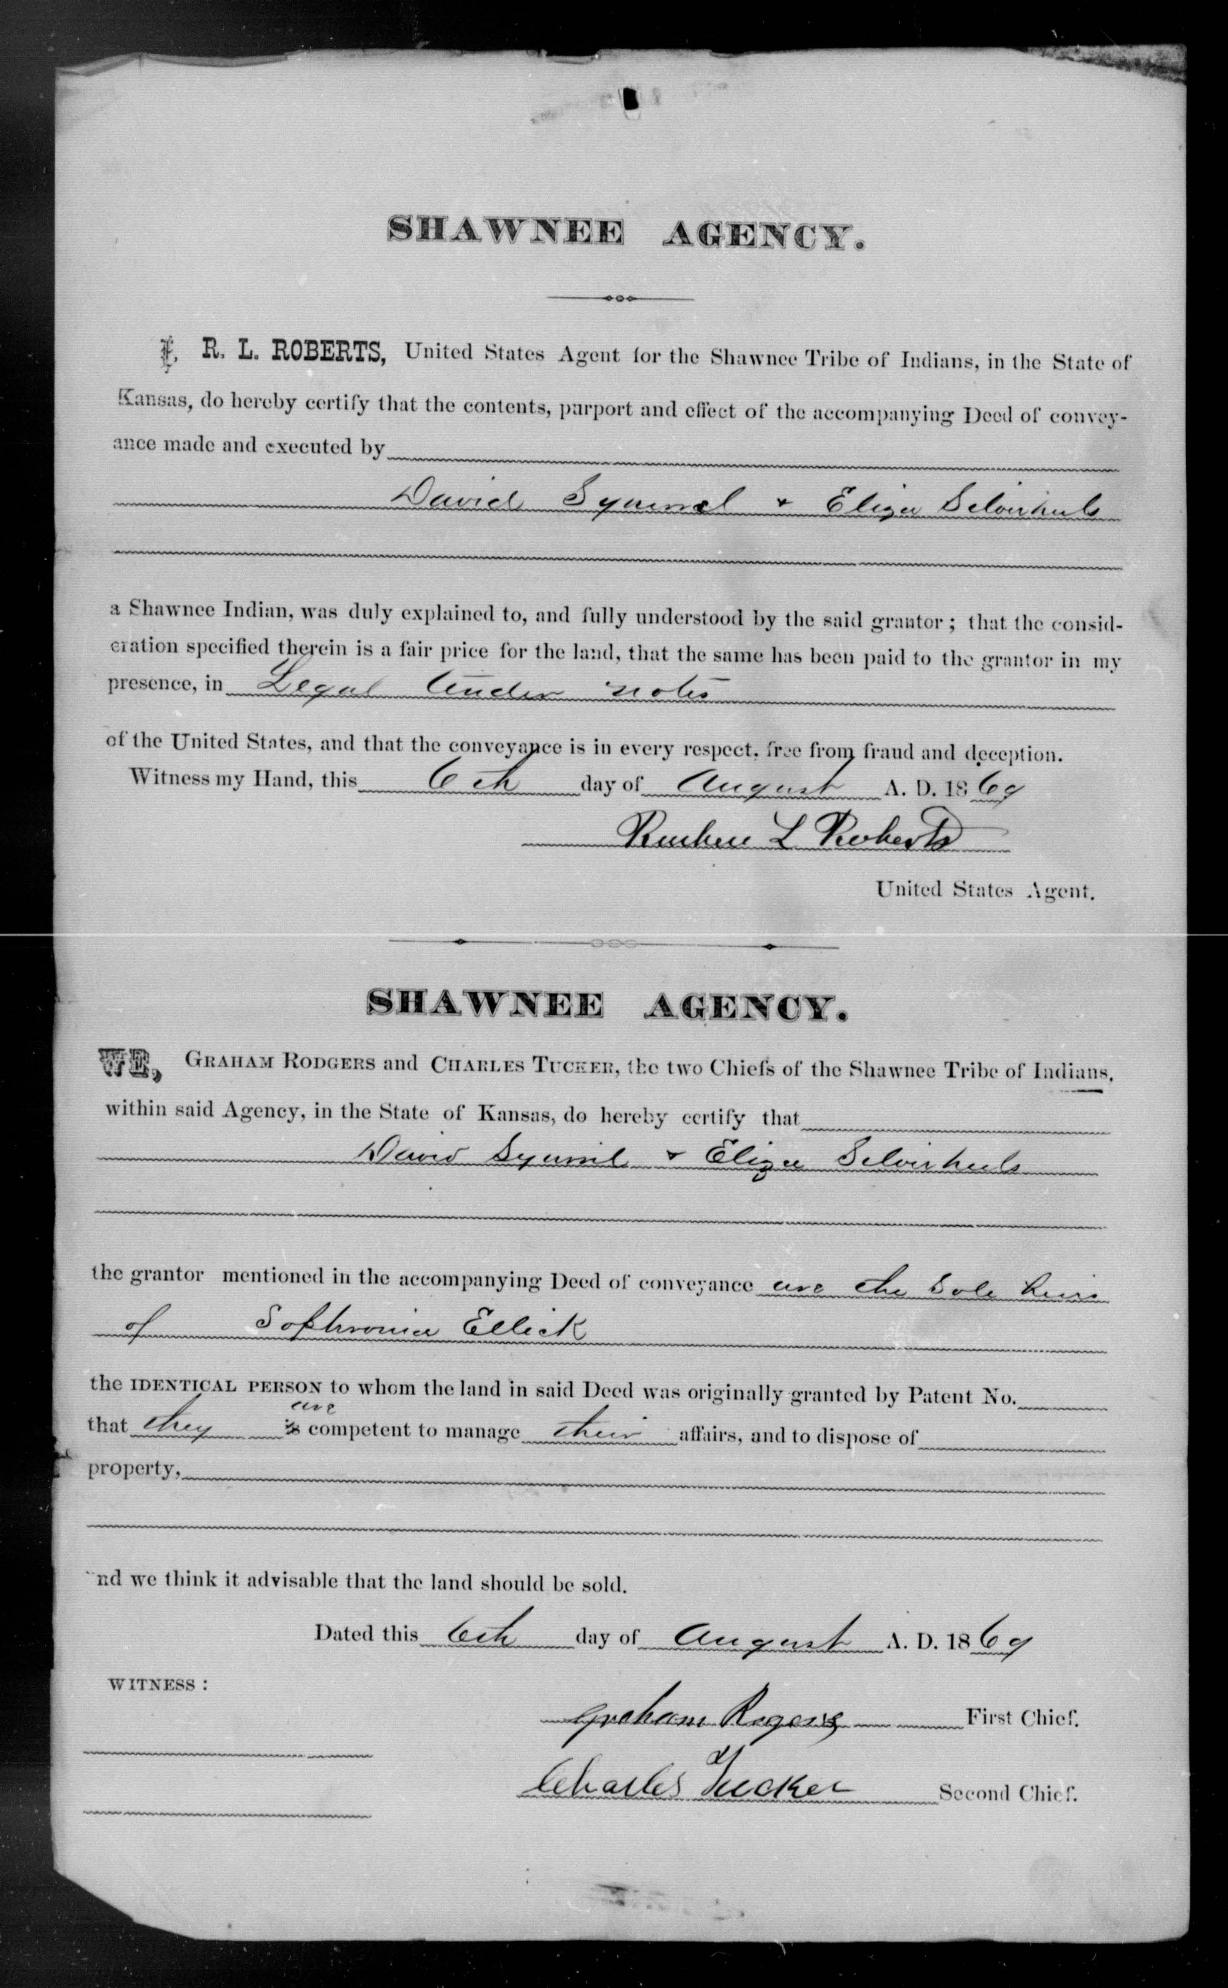 SHAWNEE AGENCY.
I, R. L. ROBERTS, United States Agent for the Shawnee Tribe of Indians, in the State of
Kansas, do hereby certify that the contents, purport and effect of the accompanying Deed of convey-
ance made and executed by
David Squirrel & Eliza Silverheels
a Shawnee Indian, was duly explained to, and fully understood by the said grantor; that the consid-
eration specified therein is a fair price for the land, that the same has been paid to the grantor in my
presence, in Legal Tender notes
of the United States, and that the conveyance is in every respect, free from fraud and deception.
Witness my Hand, this 6th day of August A. D. 1869
Reuben L Roberts
United States Agent.
SHAWNEE AGENCY.
WE, GRAHAM RODGERS and CHARLES TUCKER, the two Chiefs of the Shawnee Tribe of Indians,
within said Agency, in the State of Kansas, do hereby certify that
David Squirrel & Eliza Silverheels
the grantor mentioned in the accompanying Deed of conveyance are the Sole heirs
of Sophronia Ellick
the IDENTICAL PERSON to whom the land in said Deed was originally granted by Patent No.
are
that they is competent to manage their affairs, and to dispose of
property,
nd we think it advisable that the land should be sold.
Dated this 6th day of August A. D. 1869
WITNESS:
Graham Rogers First Chief.
Charles Tucker Second Chief.